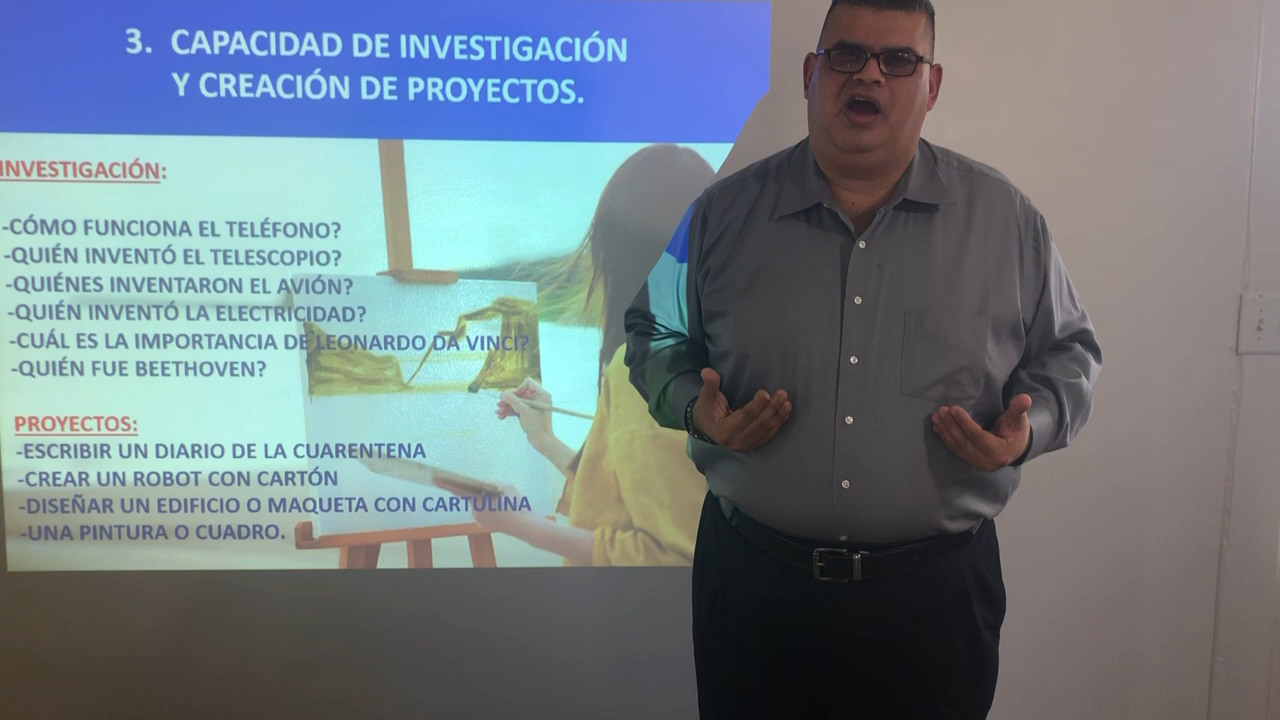 3. CAPACIDAD DE INVESTIGACIÓN
Y CREACIÓN DE PROYECTOS.
INVESTIGACIÓN:
-CÓMO FUNCIONA EL TELÉFONO?
-QUIÉN INVENTÓ EL TELESCOPIO?
-QUIÉNES INVENTARON EL AVIÓN?
-QUIÉN INVENTÓ LA ELECTRICIDAD?
-CUÁL ES LA IMPORTANCIA DE LEONARDO DA VINCI?
-QUIÉN FUE BEETHOVEN?
PROYECTOS:
-ESCRIBIR UN DIARIO DE LA CUARENTENA
-CREAR UN ROBOT CON CARTÓN
-DISEÑAR UN EDIFICIO O MAQUETA CON CARTULINA
-UNA PINTURA O CUADRO.